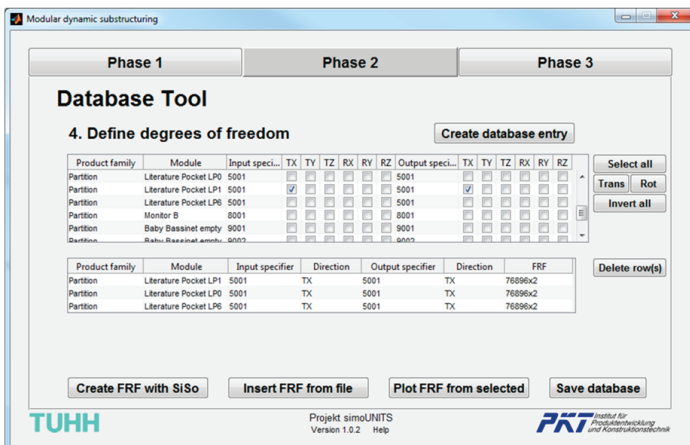 Modular dynamic substructuring
Phase 1 Phase 2 Phase 3
Database Tool
4. Define degrees of freedom Create database entry
Product family Module Input speci... TX TY TZ RX RY RZ Output speci... TX TY TZ RX RY RZ Select all
Partition Literature Pocket LP0 5001 5001
Partition Literature Pocket LP1 5001 5001 Trans Rot
Partition Literature Pocket LP6 5001 5001 Invert all
Partition Monitor B 8001 8001
Partition Baby Bassinet empty 9001 9001
Partition Baby Bassinet empty 9002 9002
Product family Module Input specifier Direction Output specifier Direction FRF Delete row(s)
Partition Literature Pocket LP1 5001 TX 5001 TX 76896x2
Partition Literature Pocket LP0 5001 TX 5001 TX 76896x2
Partition Literature Pocket LP6 5001 TX 5001 TX 76896x2
Create FRF with SiSo Insert FRF from file Plot FRF from selected Save database
TUHH Projekt simoUNITS PKT Institut für
Version 1.0.2 Help Produktentwicklung
und Konstruktionstechnik